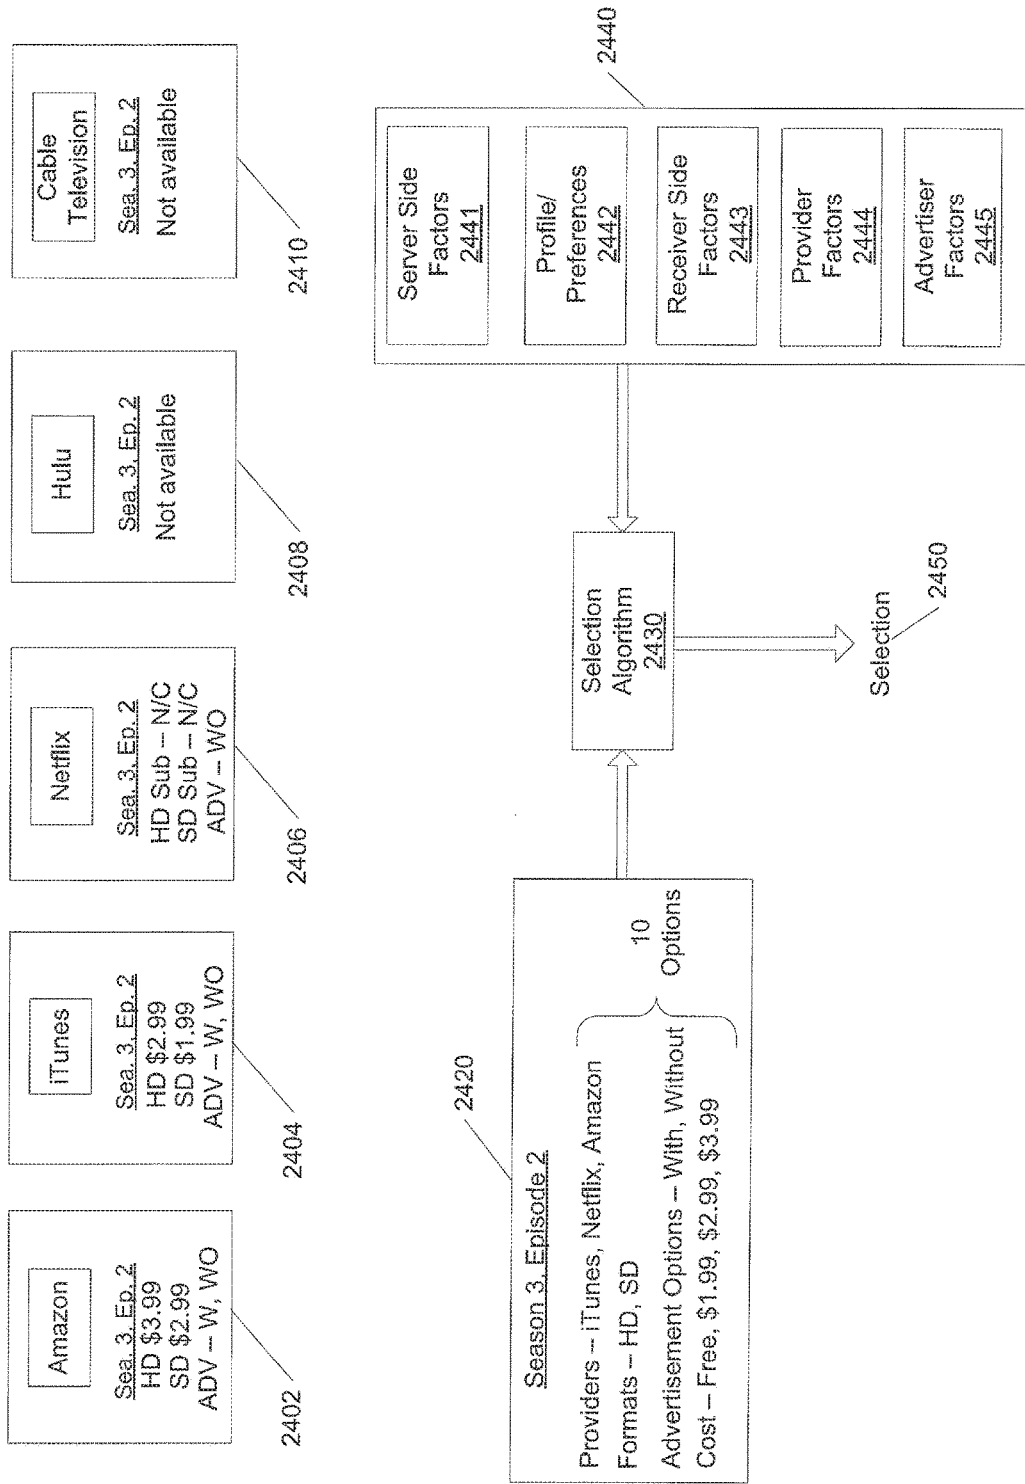 Amazon
Sea. 3, Ep. 2
HD $3.99
SD $2.99
ADV – W, WO
2402
iTunes
Sea. 3, Ep. 2
HD $2.99
SD $1.99
ADV – W, WO
2404
Netflix
Sea. 3, Ep. 2
HD Sub – N/C
SD Sub – N/C
ADV – WO
2406
Hulu
Sea. 3, Ep. 2
Not available
2408
Cable
Television
Sea. 3, Ep. 2
Not available
2410
2420
Season 3, Episode 2
Providers – iTunes, Netflix, Amazon
Formats – HD, SD
Advertisement Options – With, Without
Cost – Free, $1.99, $2.99, $3.99
10
Options
Selection
Algorithm
2430
Selection
2450
Server Side
Factors
2441
Profile/
Preferences
2442
Receiver Side
Factors
2443
Provider
Factors
2444
Advertiser
Factors
2445
2440